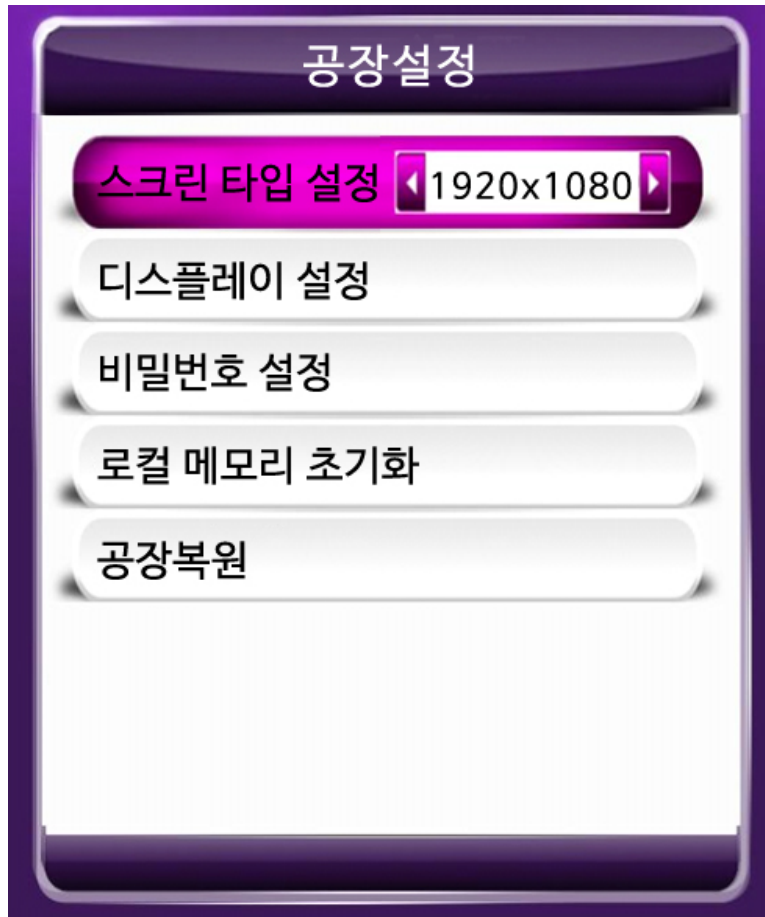 공장설정
스크린 타입 설정 1920x1080
디스플레이 설정
비밀번호 설정
로컬 메모리 초기화
공장복원